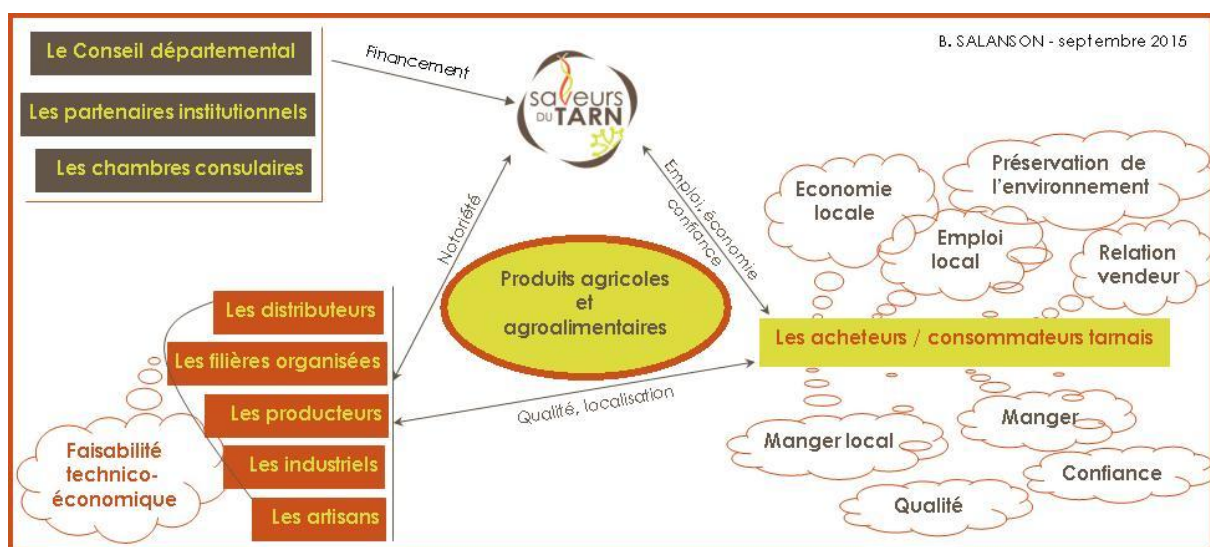 B. SALANSON - septembre 2015
Le Conseil départemental
Les partenaires institutionnels
Les chambres consulaires
Financement
saveurs
DU TARN
Notoriété
Emploi, économie
confiance
Produits agricoles
et
agroalimentaires
Economie
locale
Préservation de
l'environnement
Emploi
local
Relation
vendeur
Les distributeurs
Les filières organisées
Les producteurs
Les industriels
Les artisans
Faisabilité
technico-
économique
Qualité, localisation
Les acheteurs / consommateurs tarnais
Manger local
Manger
Qualité
Confiance